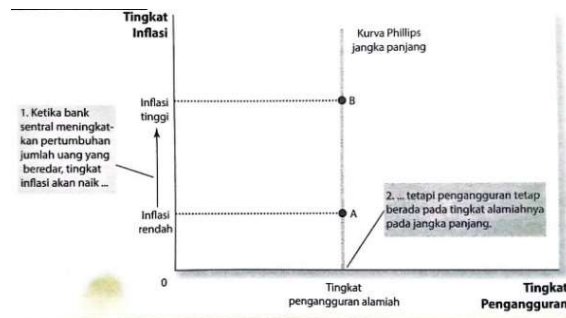 Tingkat
Inflasi
Kurva Phillips
jangka panjang
Inflasi
tinggi
B
1. Ketika bank
sentral meningkat-
kan pertumbuhan
jumlah uang yang
beredar, tingkat
inflasi akan naik ...
2. ... tetapi pengangguran tetap
berada pada tingkat alamiahnya
pada jangka panjang.
Inflasi
rendah
A
0
Tingkat
pengangguran alamiah
Tingkat
Pengangguran